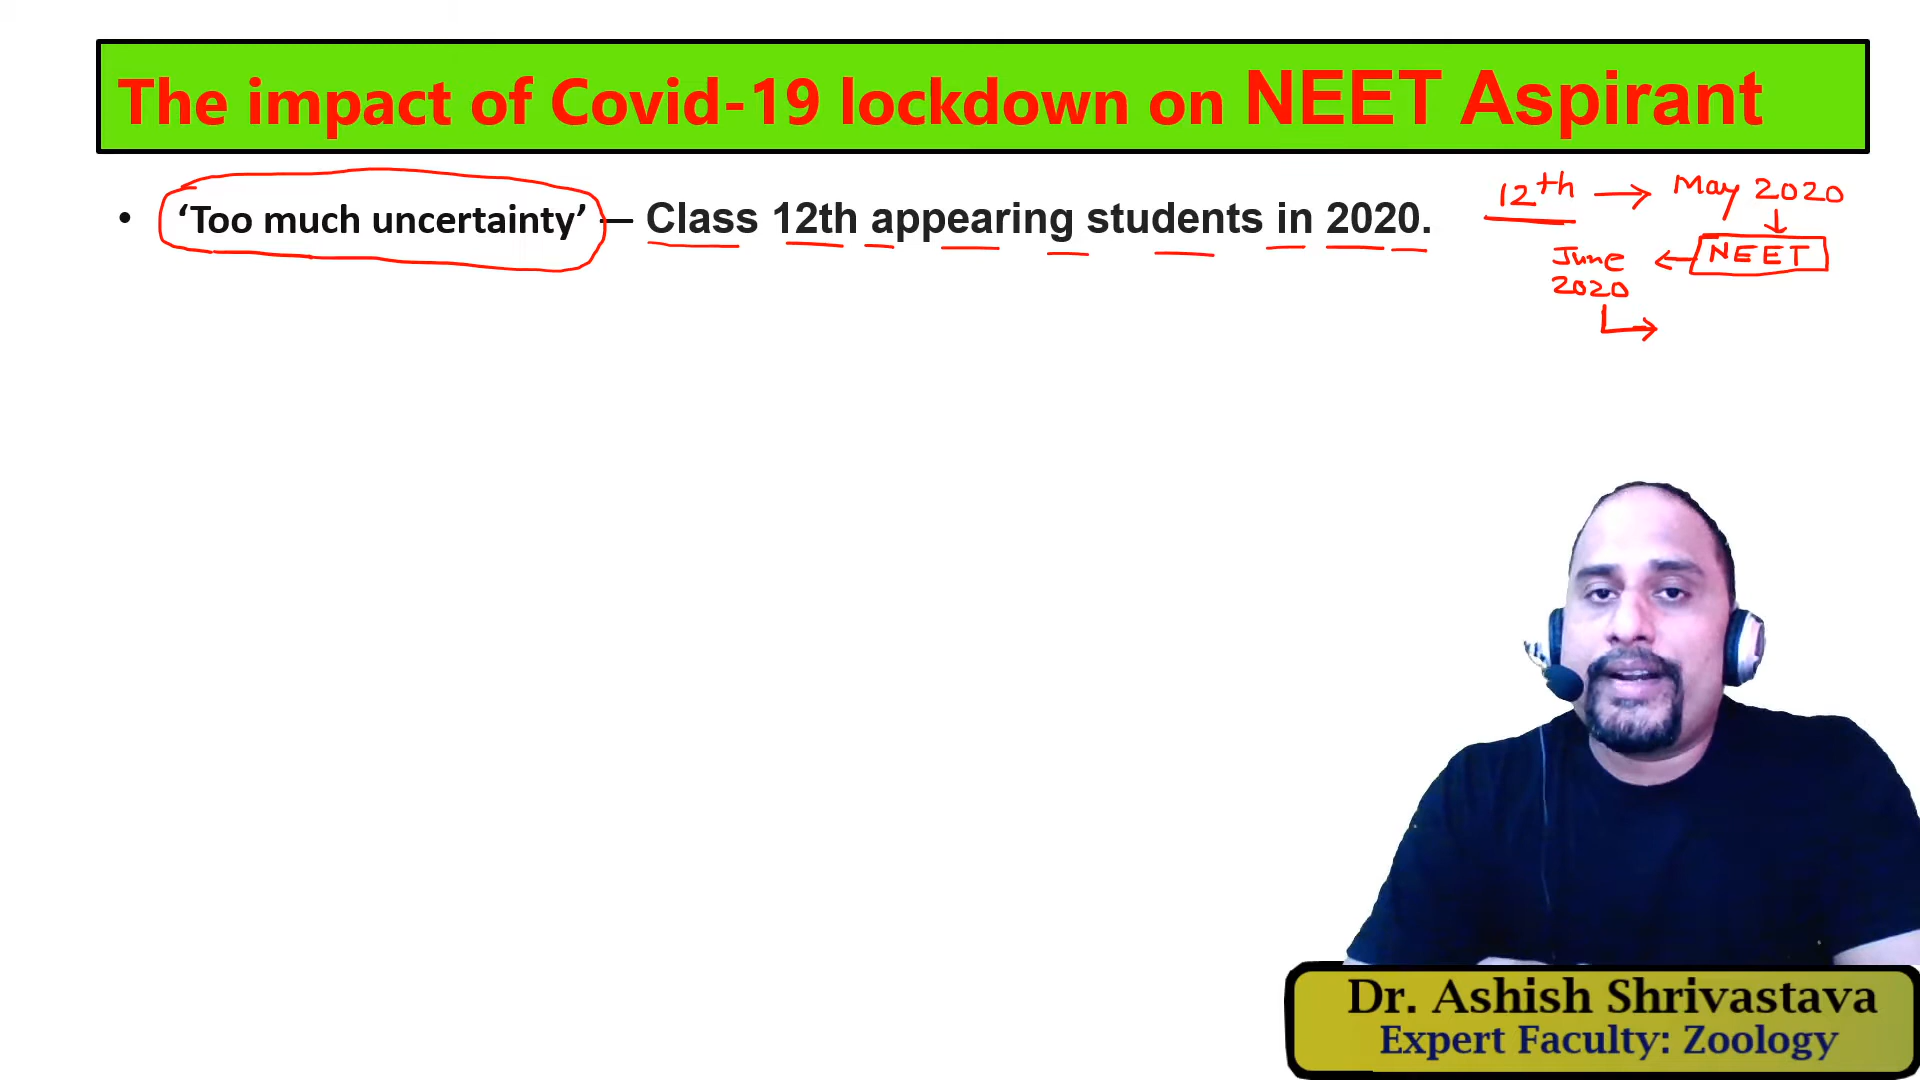 The impact of Covid-19 lockdown on NEET Aspirant
• ‘Too much uncertainty’ — Class 12th appearing students in 2020.
12th → May 2020
↓
June ← NEET
2020
Dr. Ashish Shrivastava
Expert Faculty: Zoology